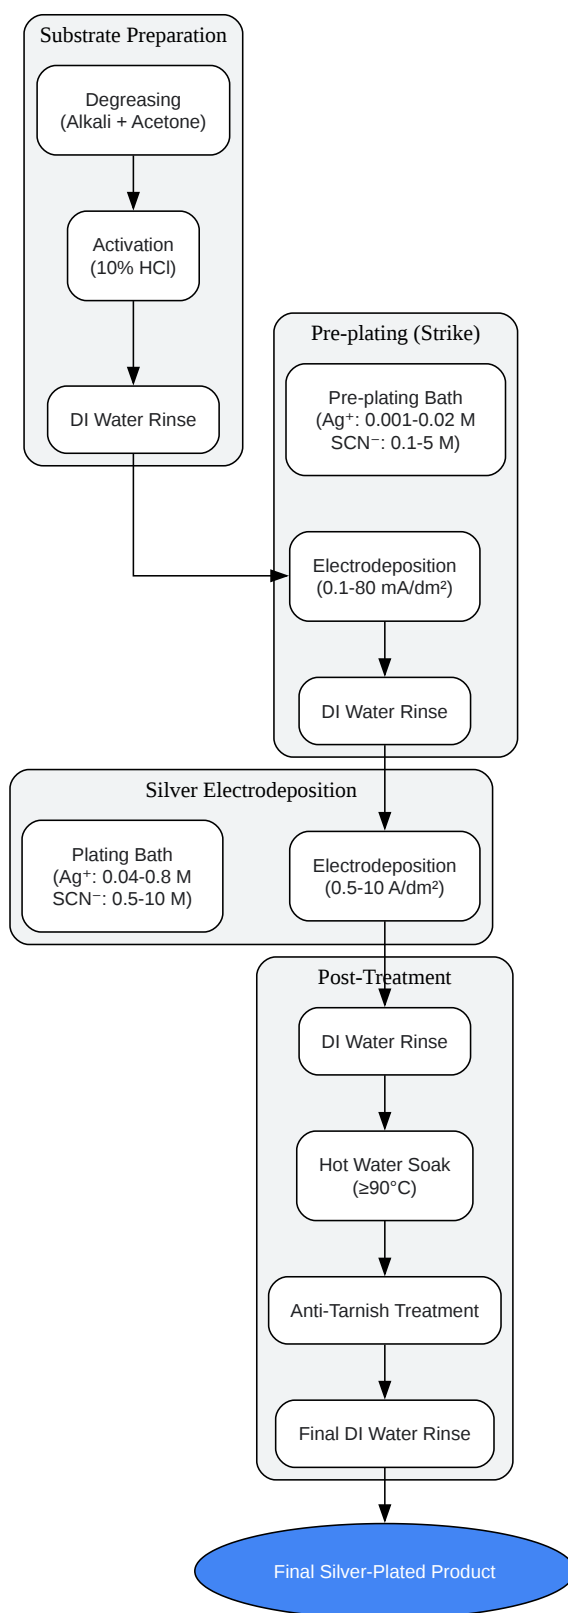 Substrate Preparation
Degreasing
(Alkali + Acetone)
Activation
(10% HCl)
DI Water Rinse
Pre-plating (Strike)
Pre-plating Bath
(Ag⁺: 0.001-0.02 M
SCN⁻: 0.1-5 M)
Electrodeposition
(0.1-80 mA/dm²)
DI Water Rinse
Silver Electrodeposition
Plating Bath
(Ag⁺: 0.04-0.8 M
SCN⁻: 0.5-10 M)
Electrodeposition
(0.5-10 A/dm²)
Post-Treatment
DI Water Rinse
Hot Water Soak
(≥90°C)
Anti-Tarnish Treatment
Final DI Water Rinse
Final Silver-Plated Product